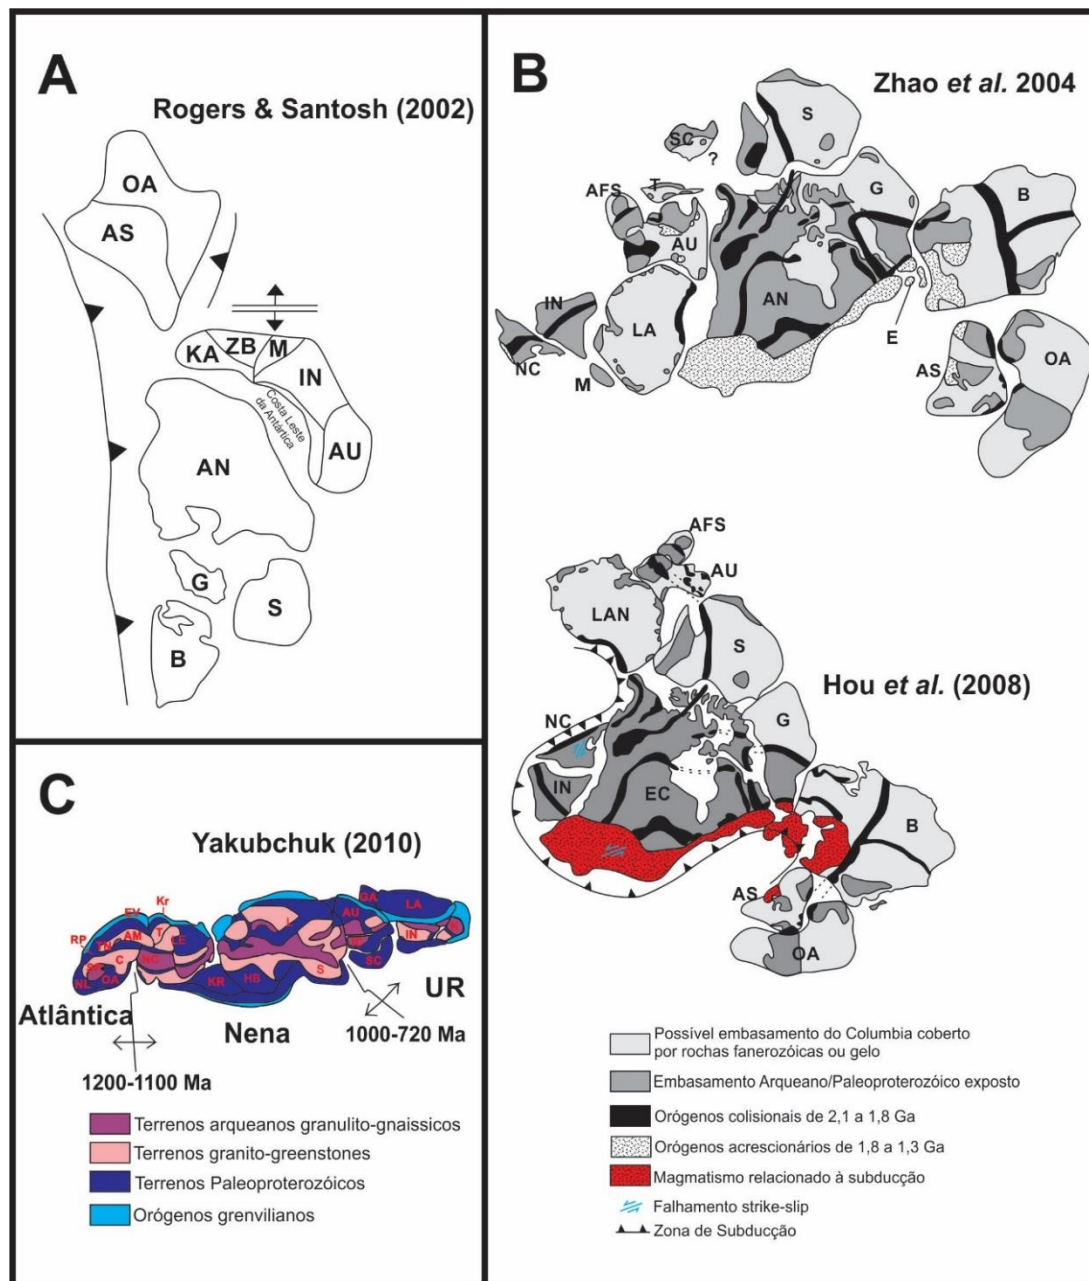 A
Rogers & Santosh (2002)
OA
AS
KA
ZB
M
IN
Costa Leste
da Antártica
AU
AN
G
S
B
B
Zhao et al. 2004
S
SC
?
AFS
T
G
B
AU
IN
AN
LA
E
NC
M
AS
OA
AFS
AU
LAN
S
Hou et al. (2008)
NC
G
IN
EC
B
AS
OA
Possível embasamento do Columbia coberto
por rochas fanerozóicas ou gelo
Embasamento Arqueano/Paleoproterozóico exposto
Orógenos colisionais de 2,1 a 1,8 Ga
Orógenos acrescionários de 1,8 a 1,3 Ga
Magmatismo relacionado à subducção
Falhamento strike-slip
Zona de Subducção
C
Yakubchuk (2010)
Kr
EV
GA
LA
RP
AM
T
L
AU
TN
LE
IN
C
NC
SC
NL
OA
KR
HB
S
UR
Atlântica
Nena
1000-720 Ma
1200-1100 Ma
Terrenos arqueanos granulito-gnaissicos
Terrenos granito-greenstones
Terrenos Paleoproterozóicos
Orógenos grenvilianos